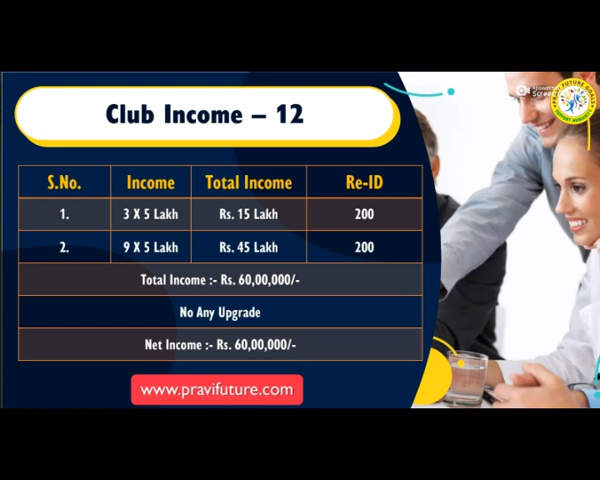 Club Income – 12
S.No. Income Total Income Re-ID
1. 3 X 5 Lakh Rs. 15 Lakh 200
2. 9 X 5 Lakh Rs. 45 Lakh 200
Total Income :- Rs. 60,00,000/-
No Any Upgrade
Net Income :- Rs. 60,00,000/-
www.pravifuture.com